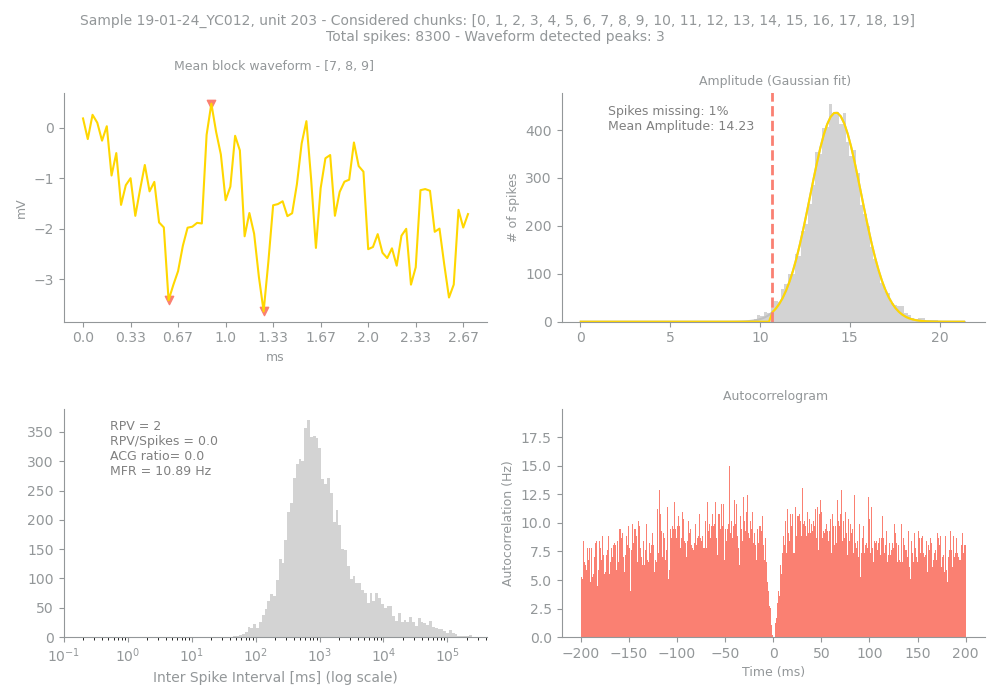 Sample 19-01-24_YC012, unit 203 - Considered chunks: [0, 1, 2, 3, 4, 5, 6, 7, 8, 9, 10, 11, 12, 13, 14, 15, 16, 17, 18, 19]
Total spikes: 8300 - Waveform detected peaks: 3
Mean block waveform - [7, 8, 9]
mV
0
−1
−2
−3
0.0 0.33 0.67 1.0 1.33 1.67 2.0 2.33 2.67
ms
Amplitude (Gaussian fit)
Spikes missing: 1%
Mean Amplitude: 14.23
# of spikes
400
300
200
100
0
0 5 10 15 20
RPV = 2
RPV/Spikes = 0.0
ACG ratio= 0.0
MFR = 10.89 Hz
350
300
250
200
150
100
50
0
10⁻¹ 10⁰ 10¹ 10² 10³ 10⁴ 10⁵
Inter Spike Interval [ms] (log scale)
Autocorrelogram
Autocorrelation (Hz)
17.5
15.0
12.5
10.0
7.5
5.0
2.5
0.0
−200 −150 −100 −50 0 50 100 150 200
Time (ms)